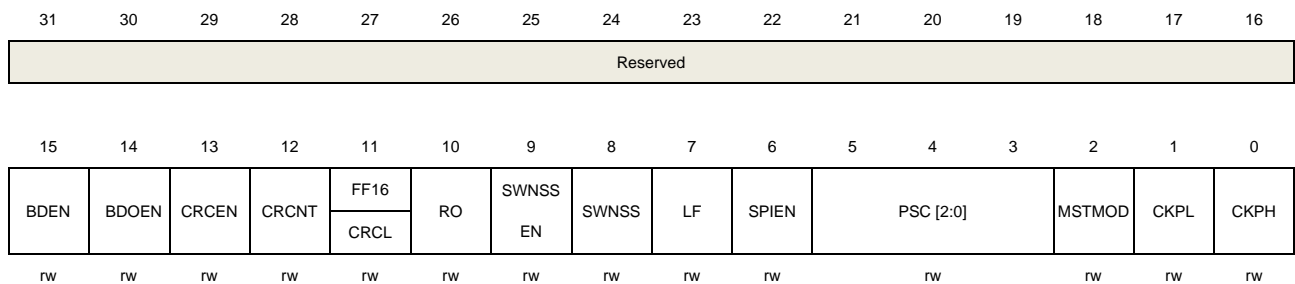 31 30 29 28 27 26 25 24 23 22 21 20 19 18 17 16
Reserved
15 14 13 12 11 10 9 8 7 6 5 4 3 2 1 0
BDEN BDOEN CRCEN CRCNT FF16 CRCL RO SWNSS EN SWNSS LF SPIEN PSC [2:0] MSTMOD CKPL CKPH
rw rw rw rw rw rw rw rw rw rw rw rw rw rw